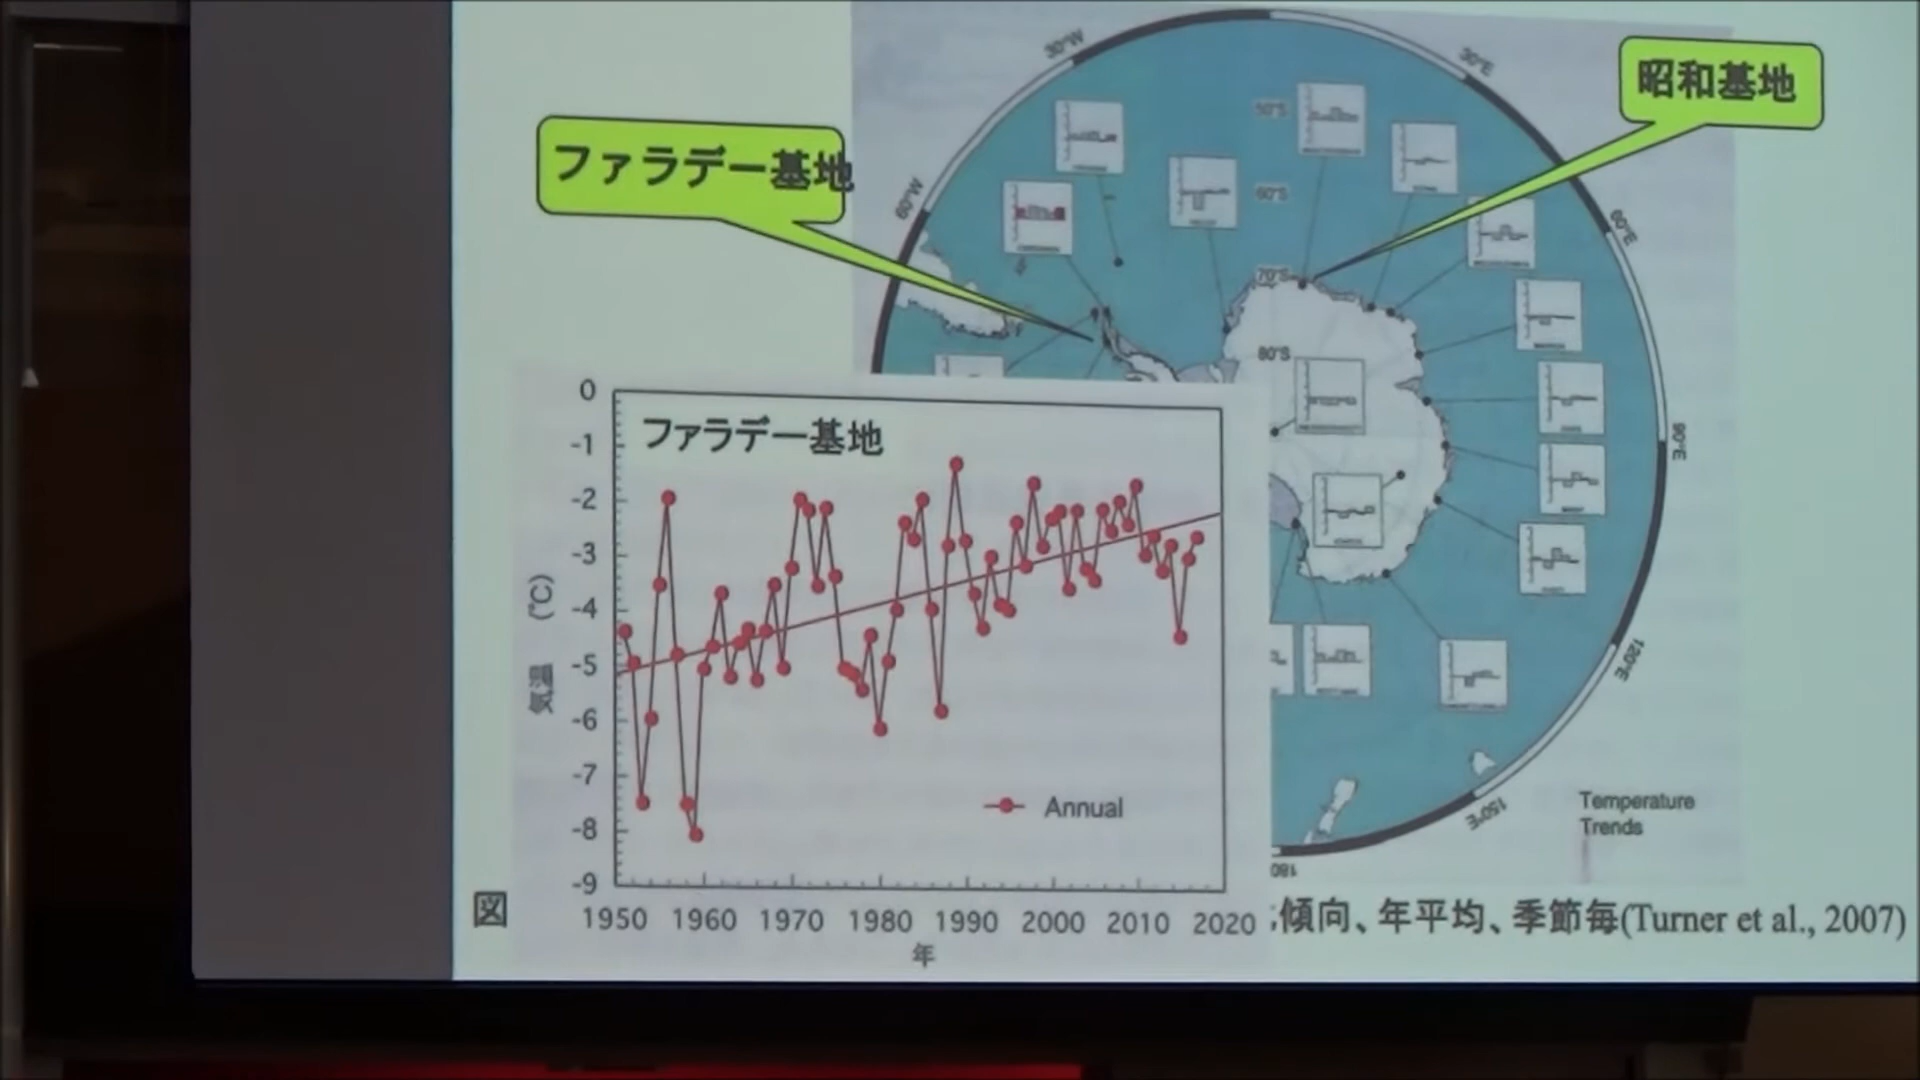 30°W
30°E
昭和基地
ファラデー基地
50°S
60°W
60°S
60°E
70°S
80°S
90°E
ファラデー基地
0
-1
-2
-3
-4
-5
-6
-7
-8
-9
気温 (℃)
Annual
1950 1960 1970 1980 1990 2000 2010 2020
年
120°E
150°E
180
Temperature
Trends
図
傾向、年平均、季節毎(Turner et al., 2007)